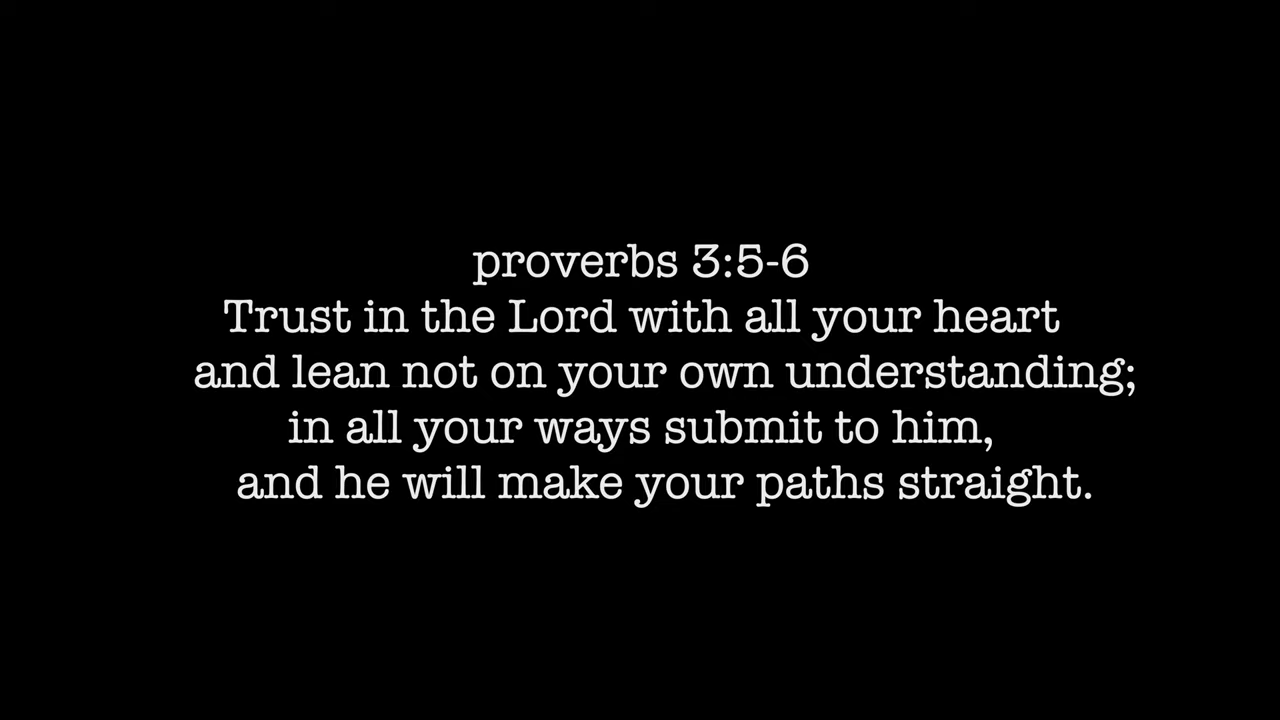 proverbs 3:5-6
Trust in the Lord with all your heart
and lean not on your own understanding;
in all your ways submit to him,
and he will make your paths straight.